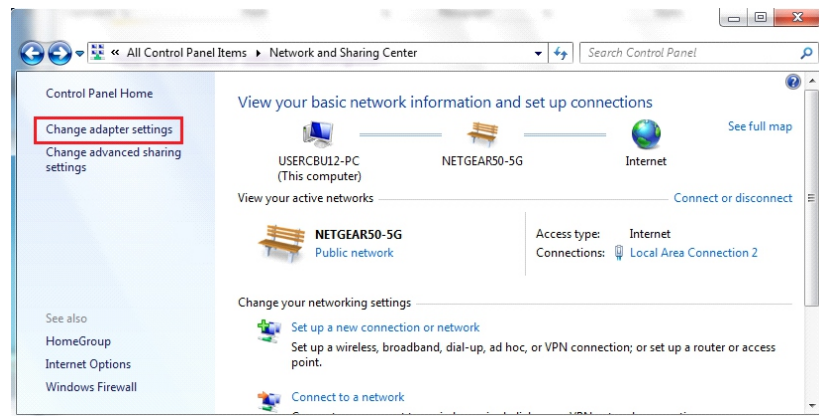 « All Control Panel Items ▸ Network and Sharing Center
Search Control Panel
Control Panel Home
Change adapter settings
Change advanced sharing
settings
See also
HomeGroup
Internet Options
Windows Firewall
View your basic network information and set up connections
See full map
USERCBU12-PC
(This computer)
NETGEAR50-5G
Internet
View your active networks
Connect or disconnect
NETGEAR50-5G
Public network
Access type: Internet
Connections: Local Area Connection 2
Change your networking settings
Set up a new connection or network
Set up a wireless, broadband, dial-up, ad hoc, or VPN connection; or set up a router or access
point.
Connect to a network